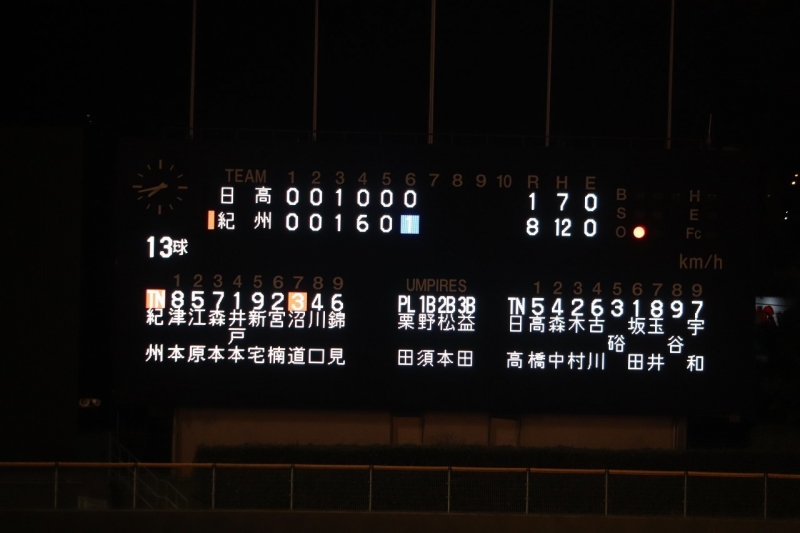 TEAM 1 2 3 4 5 6 7 8 9 10 R H E
日高 0 0 1 0 0 0 1 7 0
紀州 0 0 1 6 0 1 8 12 0
B H
S E
O Fc
13球
km/h
1 2 3 4 5 6 7 8 9
TN 8 5 7 1 9 2 3 4 6
紀州 津本 江原 森本 井戸本 新宅 宮楠 沼道 川口 錦見
UMPIRES
PL 1B 2B 3B
栗田 野須 松本 益田
1 2 3 4 5 6 7 8 9
TN 5 4 2 6 3 1 8 9 7
日高 高橋 森中 木村 古川 硲 坂田 玉井 谷 宇和